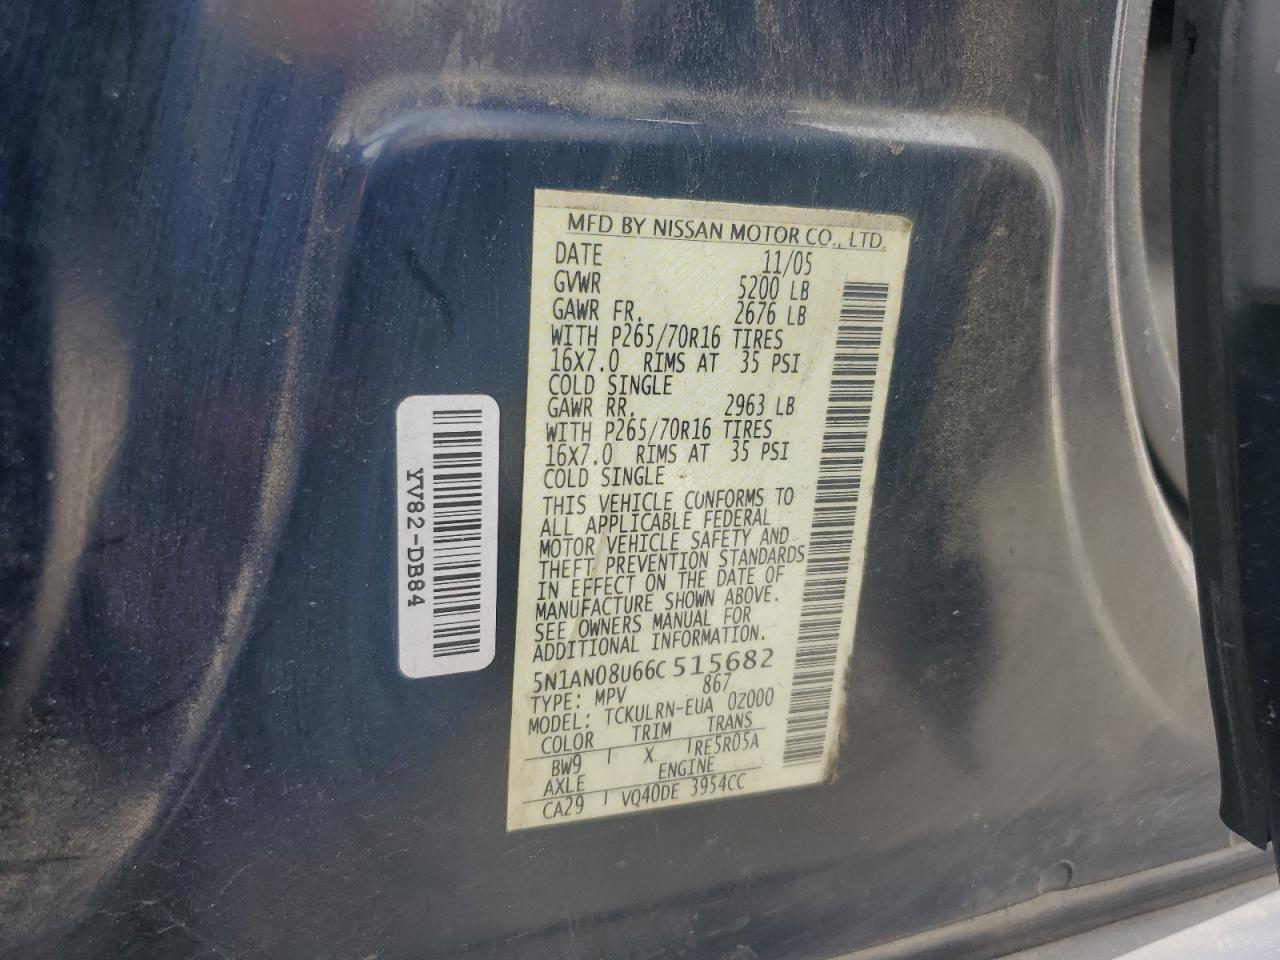 MFD BY NISSAN MOTOR CO., LTD.
DATE 11/05
GVWR 5200 LB
GAWR FR. 2676 LB
WITH P265/70R16 TIRES
16X7.0 RIMS AT 35 PSI
COLD SINGLE
GAWR RR. 2963 LB
WITH P265/70R16 TIRES
16X7.0 RIMS AT 35 PSI
COLD SINGLE
THIS VEHICLE CONFORMS TO
ALL APPLICABLE FEDERAL
MOTOR VEHICLE SAFETY AND
THEFT PREVENTION STANDARDS
IN EFFECT ON THE DATE OF
MANUFACTURE SHOWN ABOVE.
SEE OWNERS MANUAL FOR
ADDITIONAL INFORMATION.
5N1AN08U66C 515682
TYPE: MPV 867
MODEL: TCKULRN-EUA 0Z000
COLOR TRIM TRANS
BW9 X RE5R05A
AXLE ENGINE
CA29 VQ40DE 3954CC
YV82-DB84